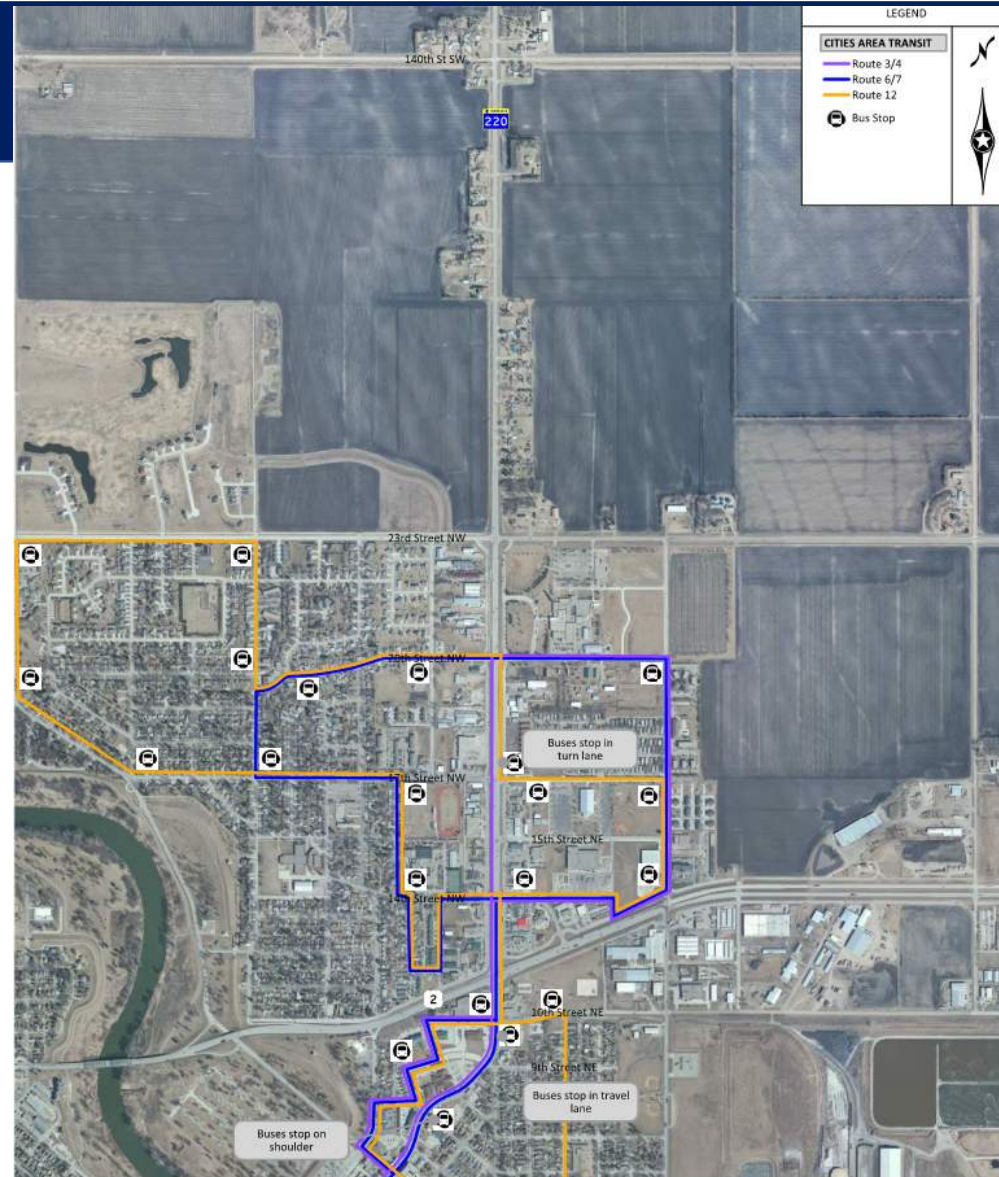 LEGEND
CITIES AREA TRANSIT
Route 3/4
Route 6/7
Route 12
Bus Stop
N
140th St SW
220
23rd Street NW
20th Street NW
Buses stop in
turn lane
17th Street NW
15th Street NE
14th Street NW
2
10th Street NE
9th Street NE
Buses stop in travel
lane
Buses stop on
shoulder